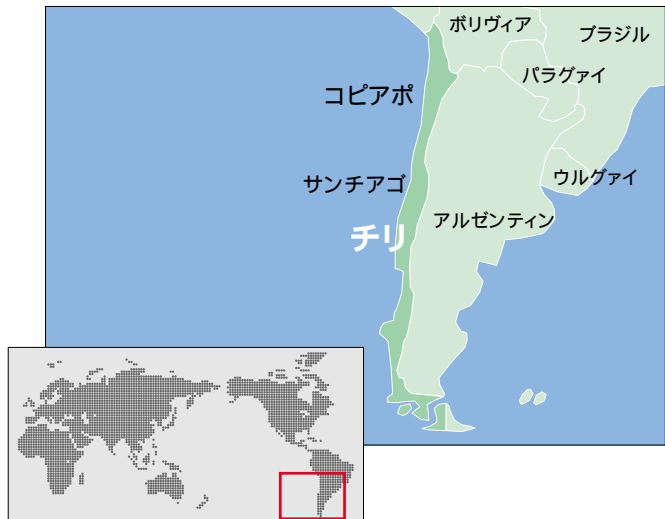 ボリヴィア
ブラジル
パラグァイ
コピアポ
サンチアゴ
ウルグァイ
アルゼンティン
チリ